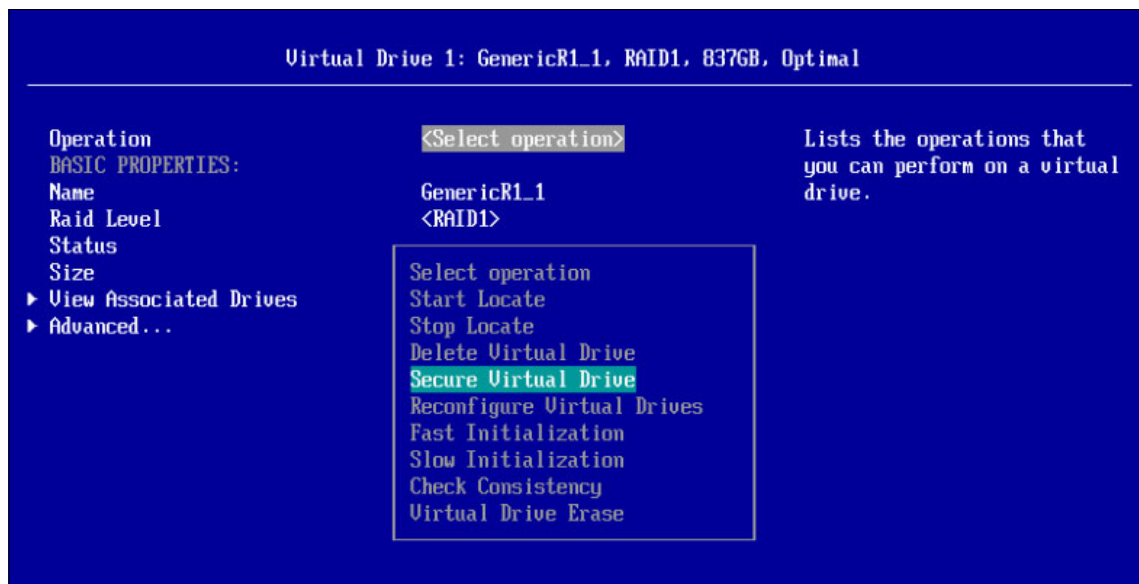 Virtual Drive 1: GenericR1_1, RAID1, 837GB, Optimal
Operation <Select operation> Lists the operations that
BASIC PROPERTIES: you can perform on a virtual
Name GenericR1_1 drive.
Raid Level <RAID1>
Status
Size Select operation
▶ View Associated Drives Start Locate
▶ Advanced... Stop Locate
Delete Virtual Drive
Secure Virtual Drive
Reconfigure Virtual Drives
Fast Initialization
Slow Initialization
Check Consistency
Virtual Drive Erase